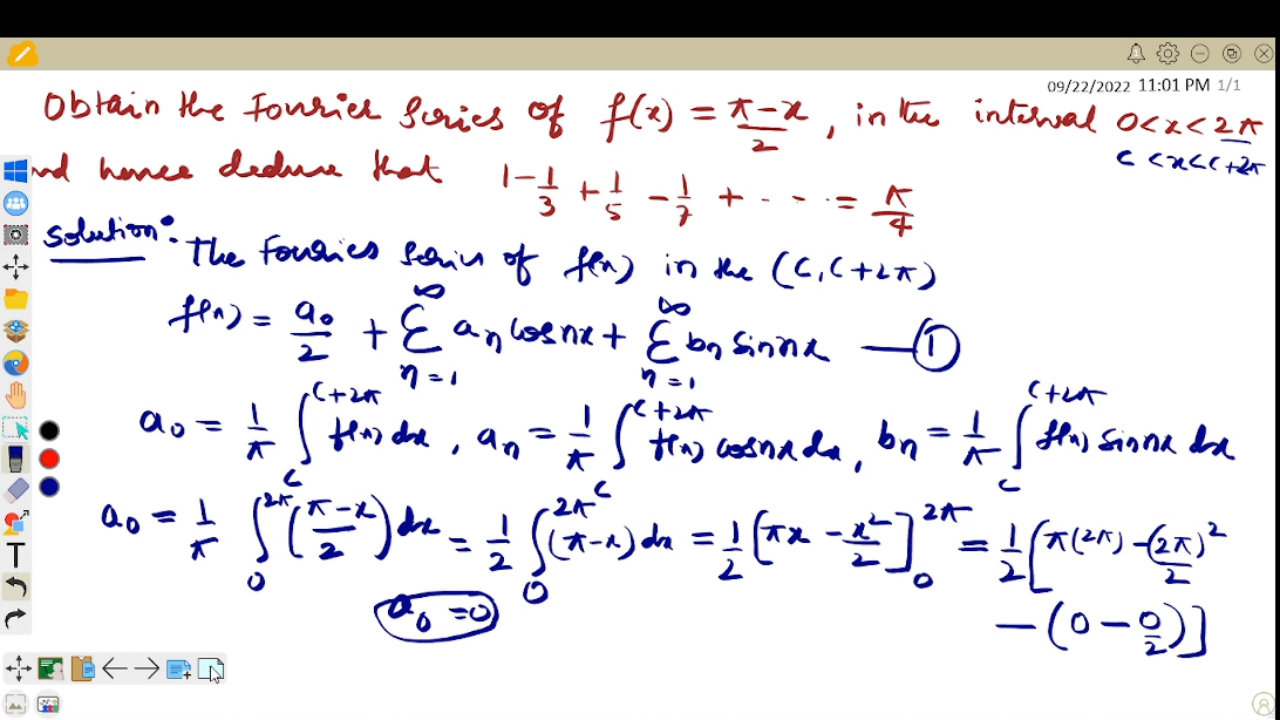 09/22/2022 11:01 PM 1/1
Obtain the Fourier Series of f(x) = π-x/2, in the interval 0<x<2π
nd hence deduce that 1 - 1/3 + 1/5 - 1/7 + ---- = π/4
c<x<c+2π
Solution:- The Fourier Series of f(x) in the (c, c+2π)
f(x) = a₀/2 + Σ_{n=1}^{∞} aₙ cos nx + Σ_{n=1}^{∞} bₙ sin nx —①
a₀ = 1/π ∫_c^{c+2π} f(x) dx, aₙ = 1/π ∫_c^{c+2π} f(x) cos nx dx, bₙ = 1/π ∫_c^{c+2π} f(x) sin nx dx
a₀ = 1/π ∫_0^{2π} (π-x/2) dx = 1/2 ∫_0^{2π} (π-x) dx = 1/2 [πx - x²/2]_0^{2π} = 1/2 [π(2π) - (2π)²/2
a₀ = 0
- (0 - 0/2)]
T